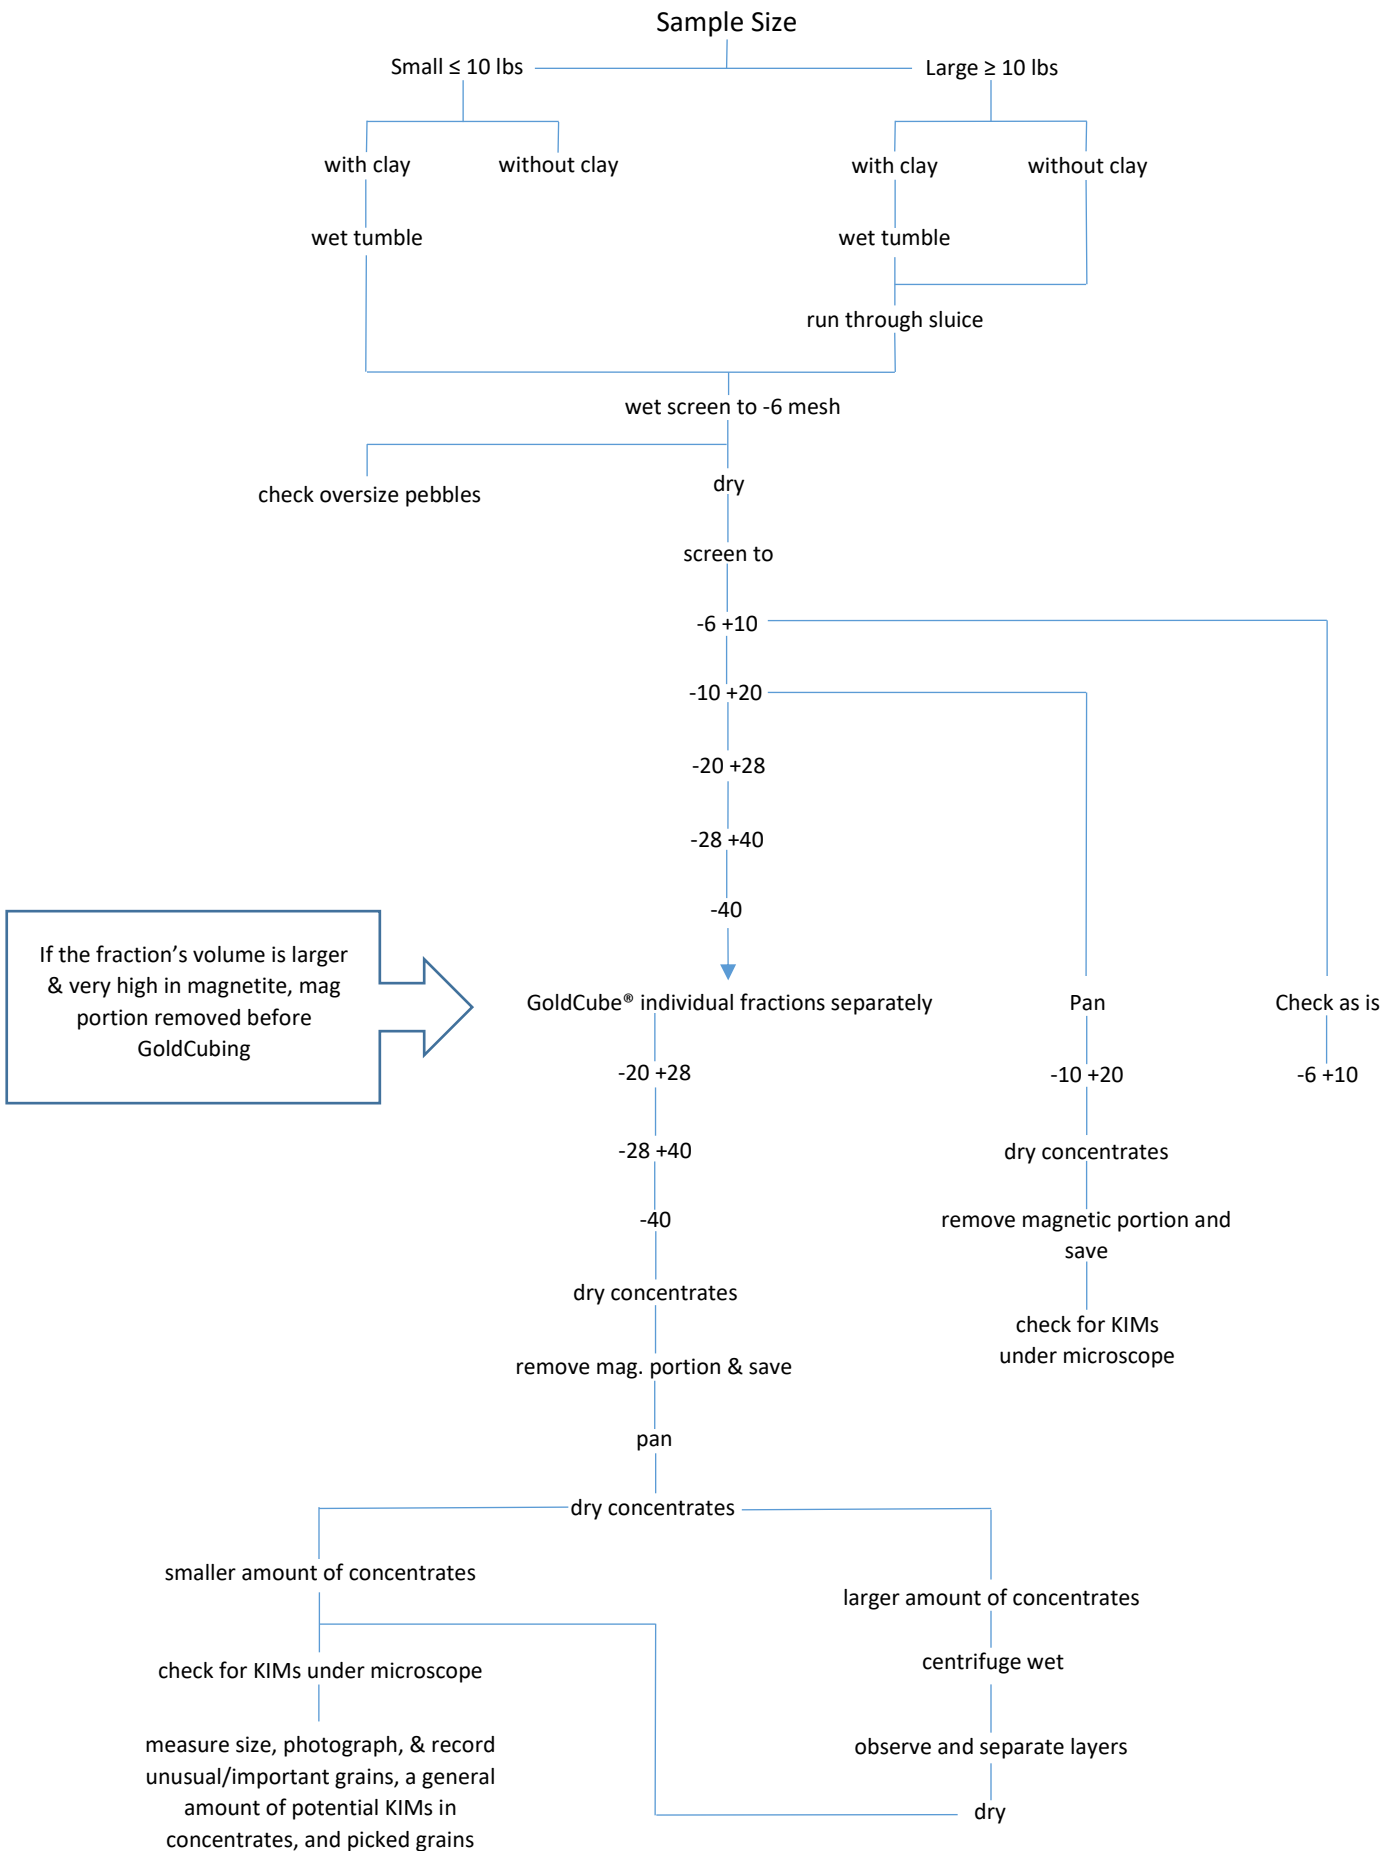 Sample Size
Small ≤ 10 lbs
Large ≥ 10 lbs
with clay
without clay
with clay
without clay
wet tumble
wet tumble
run through sluice
wet screen to -6 mesh
check oversize pebbles
dry
screen to
-6 +10
-10 +20
-20 +28
-28 +40
-40
If the fraction’s volume is larger
& very high in magnetite, mag
portion removed before
GoldCubing
GoldCube® individual fractions separately
Pan
Check as is
-20 +28
-10 +20
-6 +10
-28 +40
dry concentrates
-40
remove magnetic portion and
save
dry concentrates
check for KIMs
under microscope
remove mag. portion & save
pan
dry concentrates
smaller amount of concentrates
larger amount of concentrates
check for KIMs under microscope
centrifuge wet
measure size, photograph, & record
unusual/important grains, a general
amount of potential KIMs in
concentrates, and picked grains
observe and separate layers
dry